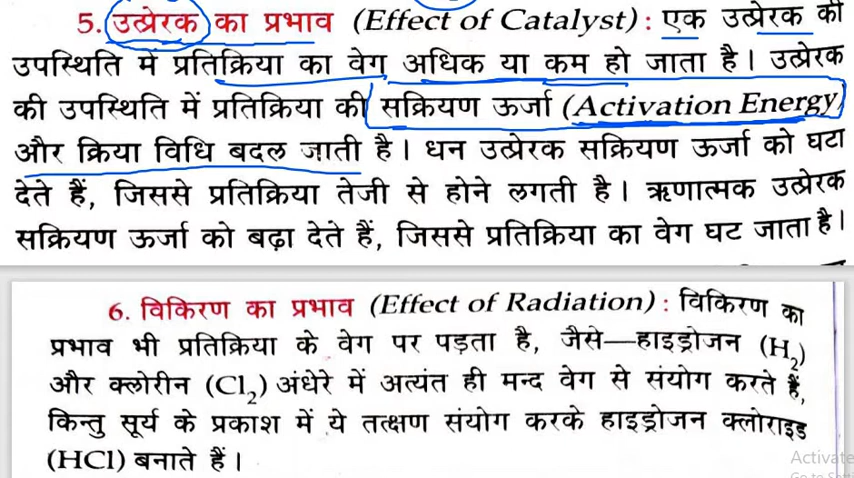 5. उत्प्रेरक का प्रभाव (Effect of Catalyst) : एक उत्प्रेरक की
उपस्थिति में प्रतिक्रिया का वेग अधिक या कम हो जाता है। उत्प्रेरक
की उपस्थिति में प्रतिक्रिया की सक्रियण ऊर्जा (Activation Energy)
और क्रिया विधि बदल जाती है। धन उत्प्रेरक सक्रियण ऊर्जा को घटा
देते हैं, जिससे प्रतिक्रिया तेजी से होने लगती है। ऋणात्मक उत्प्रेरक
सक्रियण ऊर्जा को बढ़ा देते हैं, जिससे प्रतिक्रिया का वेग घट जाता है।
6. विकिरण का प्रभाव (Effect of Radiation) : विकिरण का
प्रभाव भी प्रतिक्रिया के वेग पर पड़ता है, जैसे—हाइड्रोजन (H₂)
और क्लोरीन (Cl₂) अंधेरे में अत्यंत ही मन्द वेग से संयोग करते हैं,
किन्तु सूर्य के प्रकाश में ये तत्क्षण संयोग करके हाइड्रोजन क्लोराइड
(HCl) बनाते हैं।
Activate